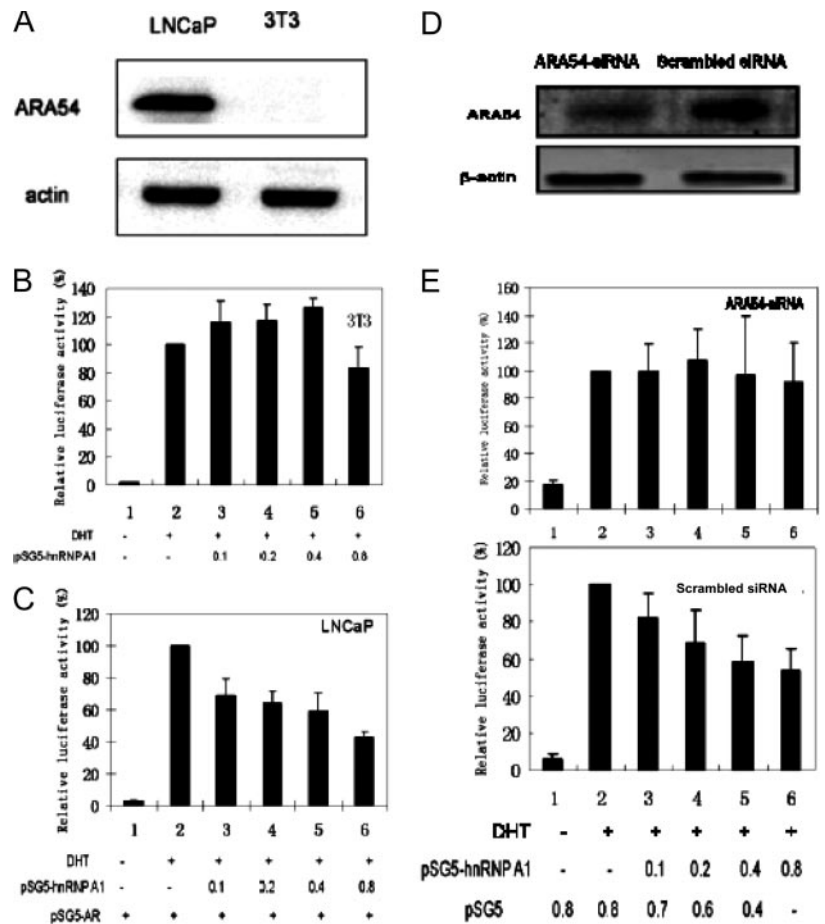 A
LNCaP 3T3
ARA54
actin
B
Relative luciferase activity (%)
140
120
100
80
60
40
20
0
3T3
1 2 3 4 5 6
DHT - + + + + +
pSG5-hnRNPA1 - - 0.1 0.2 0.4 0.8
C
Relative luciferase activity (%)
120
100
80
60
40
20
0
LNCaP
1 2 3 4 5 6
DHT - + + + + +
pSG5-hnRNPA1 - - 0.1 0.2 0.4 0.8
pSG5-AR + + + + + +
D
ARA54-siRNA Scrambled siRNA
ARA54
β-actin
E
Relative luciferase activity (%)
160
140
120
100
80
60
40
20
0
ARA54-siRNA
1 2 3 4 5 6
Relative luciferase activity (%)
120
100
80
60
40
20
0
Scrambled siRNA
1 2 3 4 5 6
DHT - + + + + +
pSG5-hnRNPA1 - - 0.1 0.2 0.4 0.8
pSG5 0.8 0.8 0.7 0.6 0.4 -